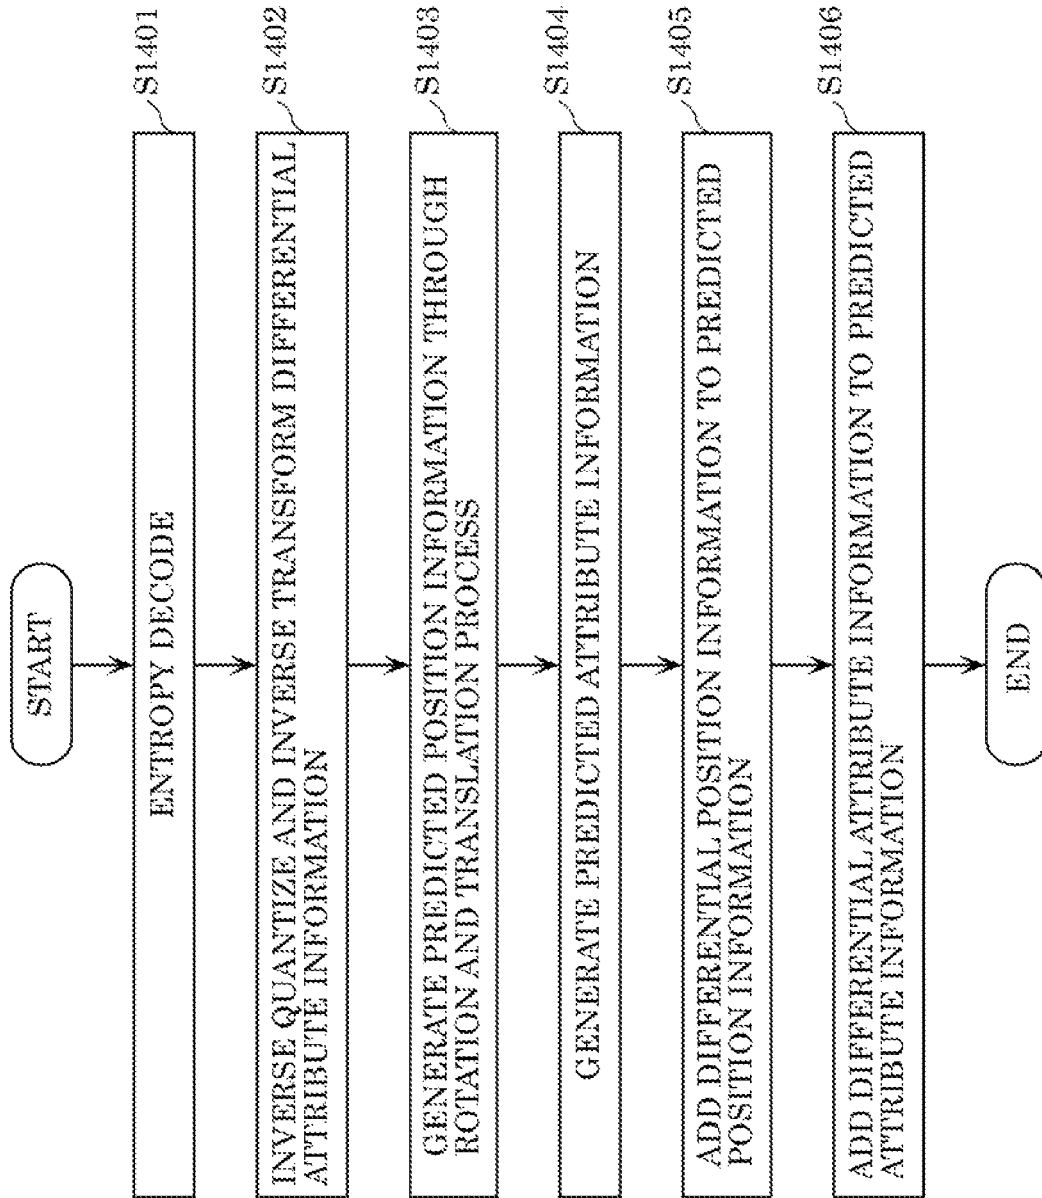 START
ENTROPY DECODE
S1401
INVERSE QUANTIZE AND INVERSE TRANSFORM DIFFERENTIAL
ATTRIBUTE INFORMATION
S1402
GENERATE PREDICTED POSITION INFORMATION THROUGH
ROTATION AND TRANSLATION PROCESS
S1403
GENERATE PREDICTED ATTRIBUTE INFORMATION
S1404
ADD DIFFERENTIAL POSITION INFORMATION TO PREDICTED
POSITION INFORMATION
S1405
ADD DIFFERENTIAL ATTRIBUTE INFORMATION TO PREDICTED
ATTRIBUTE INFORMATION
S1406
END